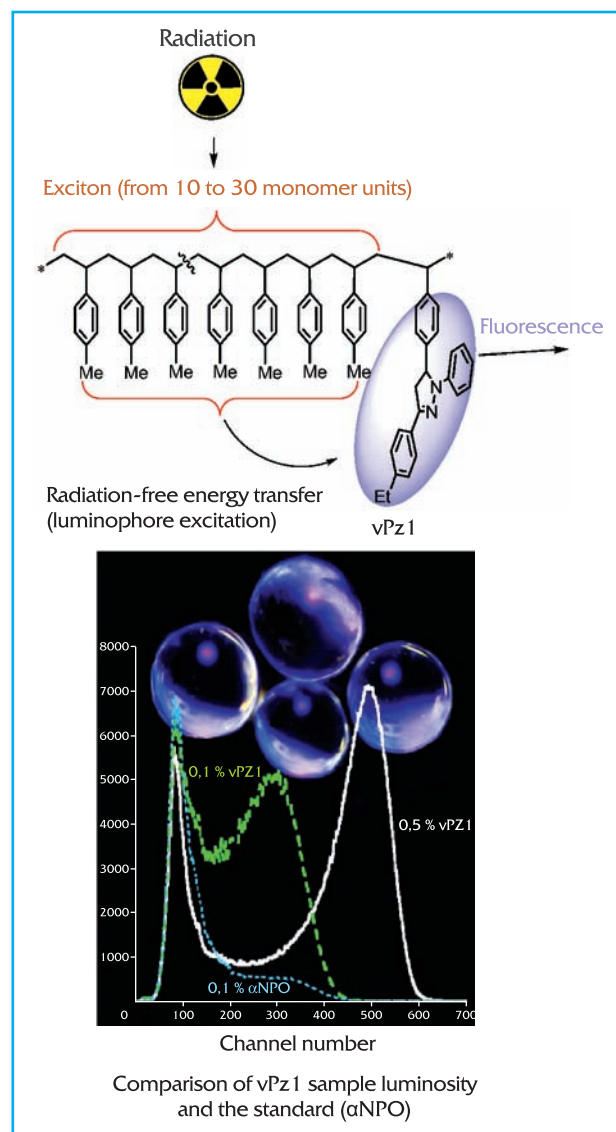 Radiation
Exciton (from 10 to 30 monomer units)
* *
Me Me Me Me Me Me Me
Fluorescence
N
N
Et
Radiation-free energy transfer
(luminophore excitation)
vPz1
8000
7000
6000
5000
4000
3000
2000
1000
0
0,1 % vPZ1
0,5 % vPZ1
0,1 % αNPO
0 100 200 300 400 500 600 700
Channel number
Comparison of vPz1 sample luminosity
and the standard (αNPO)